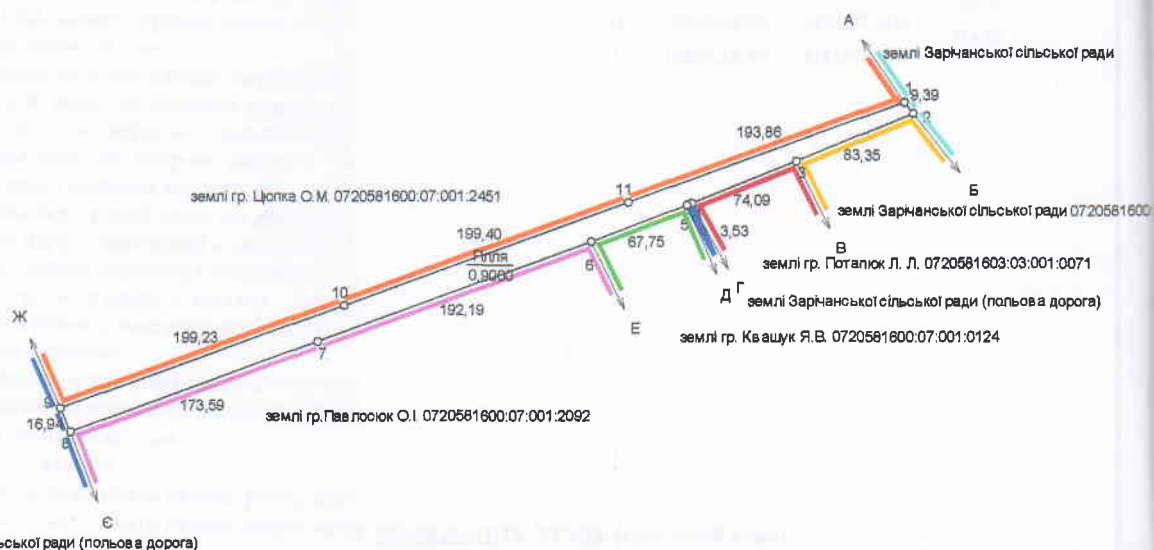 А
землі Зарічанської сільської ради
1
9,39
2
193,86
83,35
3
Б
землі гр. Цюпка О.М. 0720581600:07:001:2451
11
74,09
землі Зарічанської сільської ради 0720581600:
199,40
67,75
5
3,53
В
6
землі гр. Потапюк Л. Л. 0720581603:03:001:0071
Рілля
0,9060
10
192,19
Д
Г
землі Зарічанської сільської ради (польова дорога)
Е
Ж
199,23
7
землі гр. Квашук Я.В. 0720581600:07:001:0124
9
173,59
землі гр.Павлосюк О.І. 0720581600:07:001:2092
16,94
8
Є
льської ради (польова дорога)